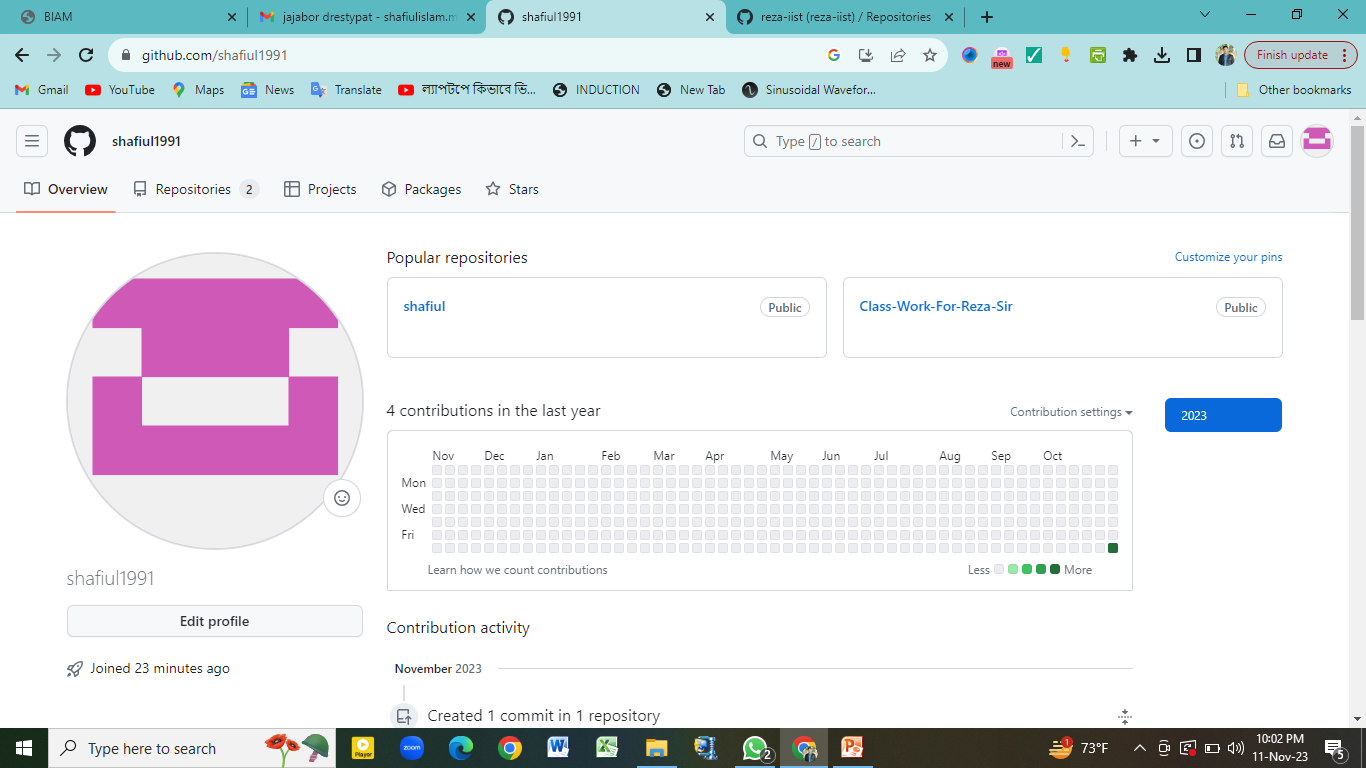 BIAM
jajabor drestypat - shafiulislam.m
shafiul1991
reza-iist (reza-iist) / Repositories
github.com/shafiul1991
new
Finish update
Gmail
YouTube
Maps
News
Translate
ল্যাপটপে কিভাবে ভি...
INDUCTION
New Tab
Sinusoidal Wavefor...
Other bookmarks
shafiul1991
Type / to search
Overview
Repositories 2
Projects
Packages
Stars
Popular repositories
Customize your pins
shafiul
Public
Class-Work-For-Reza-Sir
Public
4 contributions in the last year
Contribution settings
2023
Nov Dec Jan Feb Mar Apr May Jun Jul Aug Sep Oct
Mon
Wed
Fri
Learn how we count contributions
Less More
shafiul1991
Edit profile
Joined 23 minutes ago
Contribution activity
November 2023
Created 1 commit in 1 repository
Type here to search
Player
zoom
2
1
73°F
10:02 PM
11-Nov-23
5